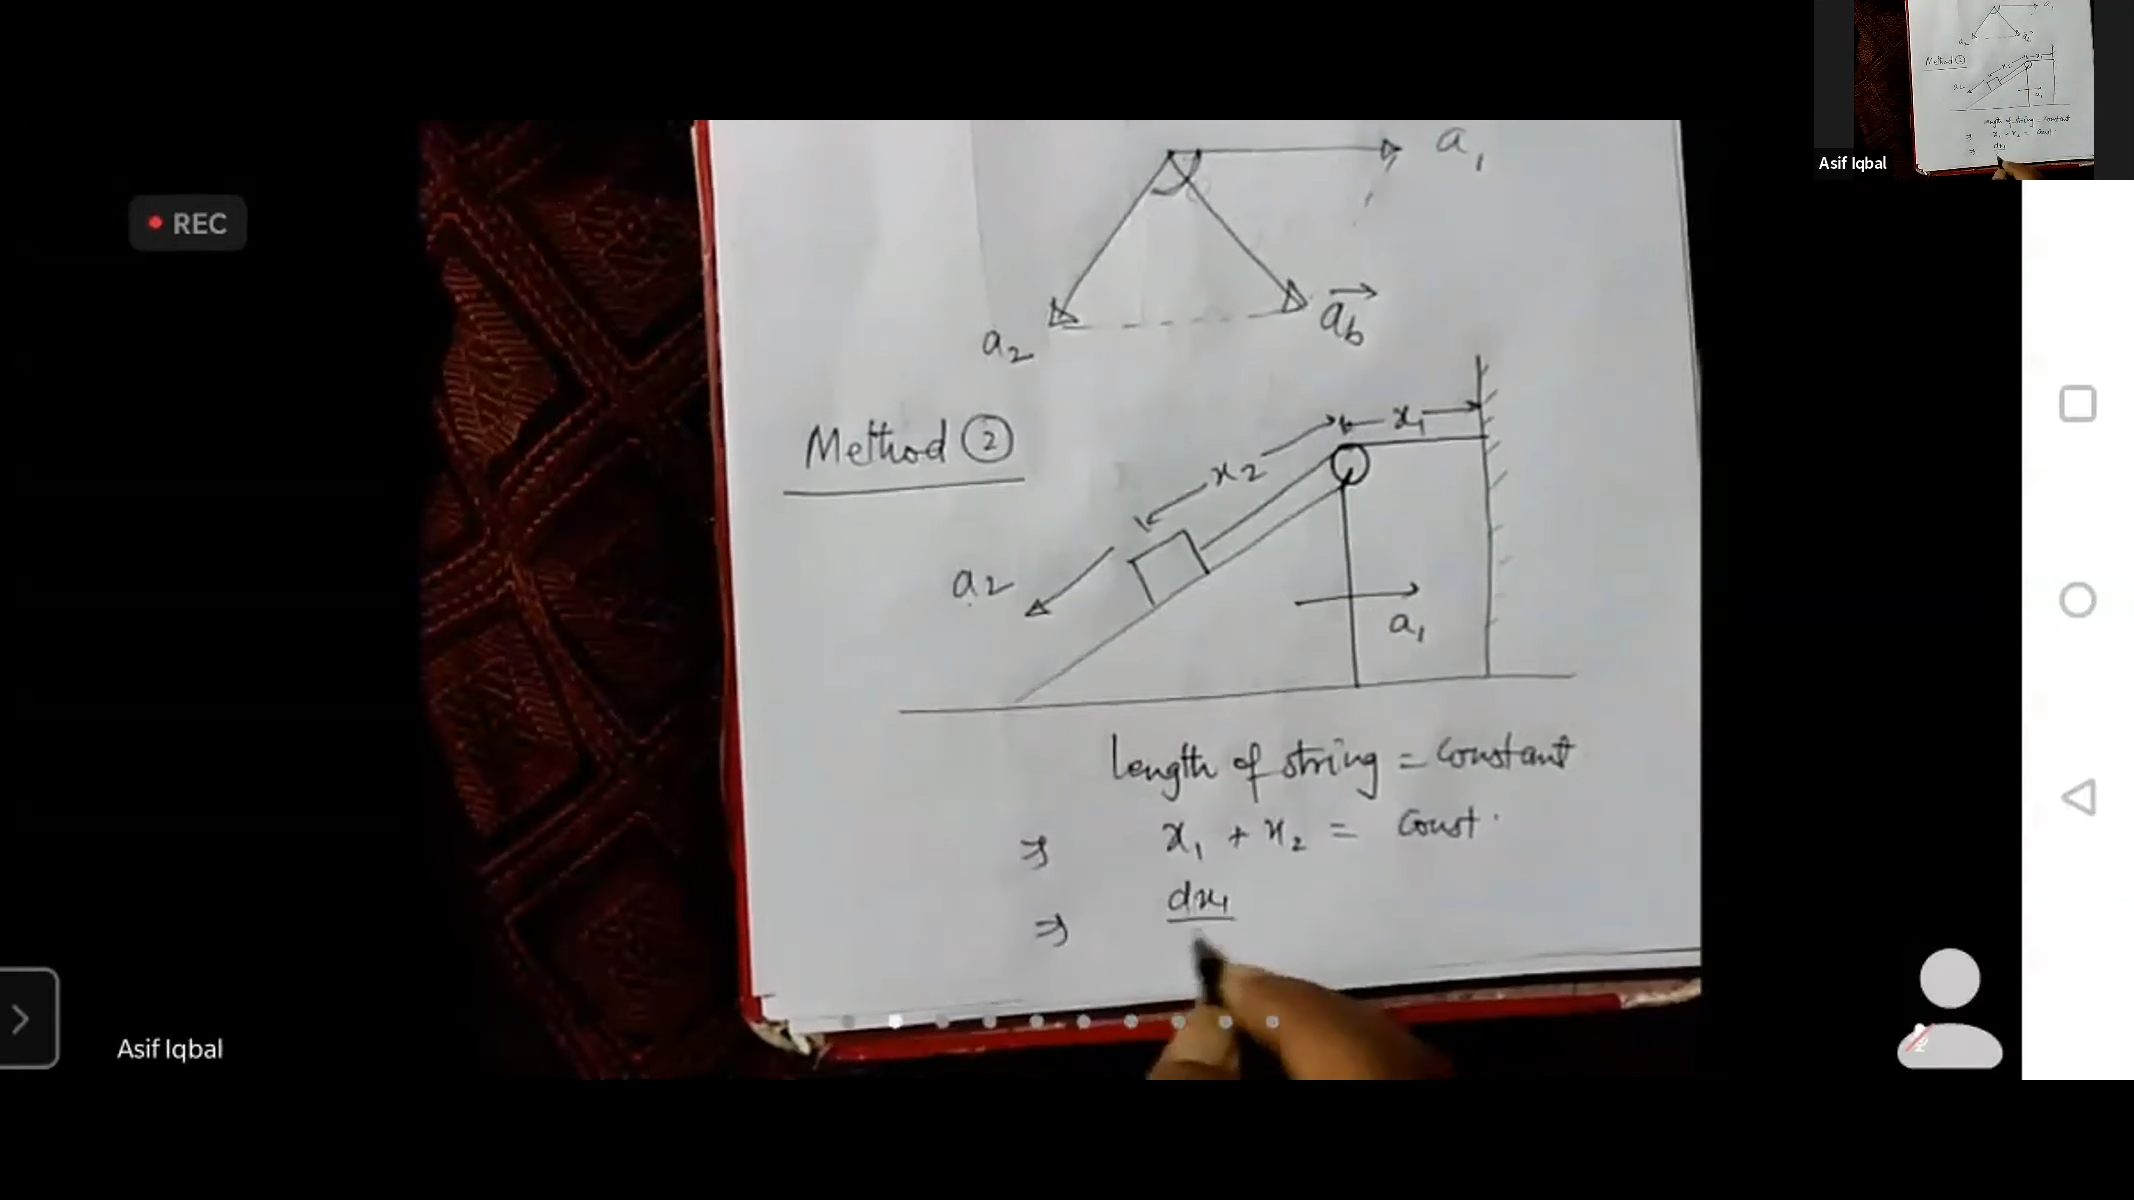 Asif Iqbal
REC
a₁
a₂
a⃗b
Method ②
x₁
x₂
a₂
a₁
length of string = constant
⇒ x₁ + x₂ = const.
⇒ dx₁
Asif Iqbal